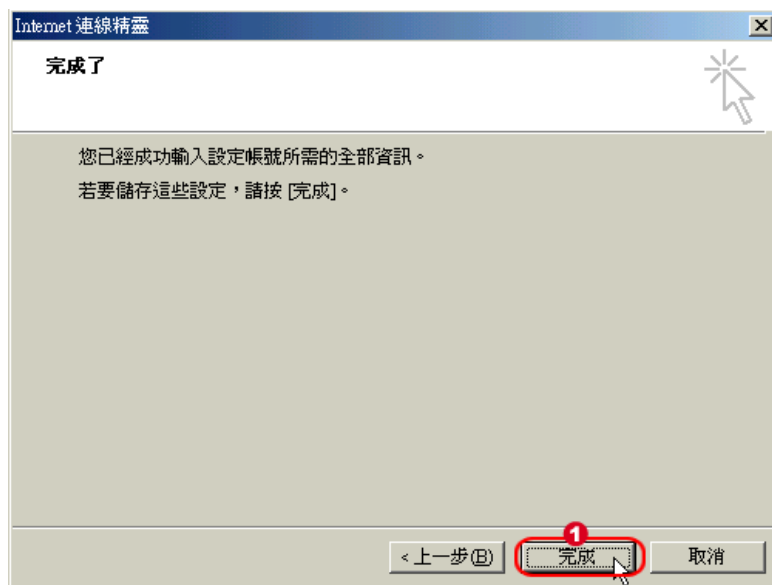 Internet 連線精靈
完成了
您已經成功輸入設定帳號所需的全部資訊。
若要儲存這些設定，請按 [完成]。
1
<上一步(B) 完成 取消